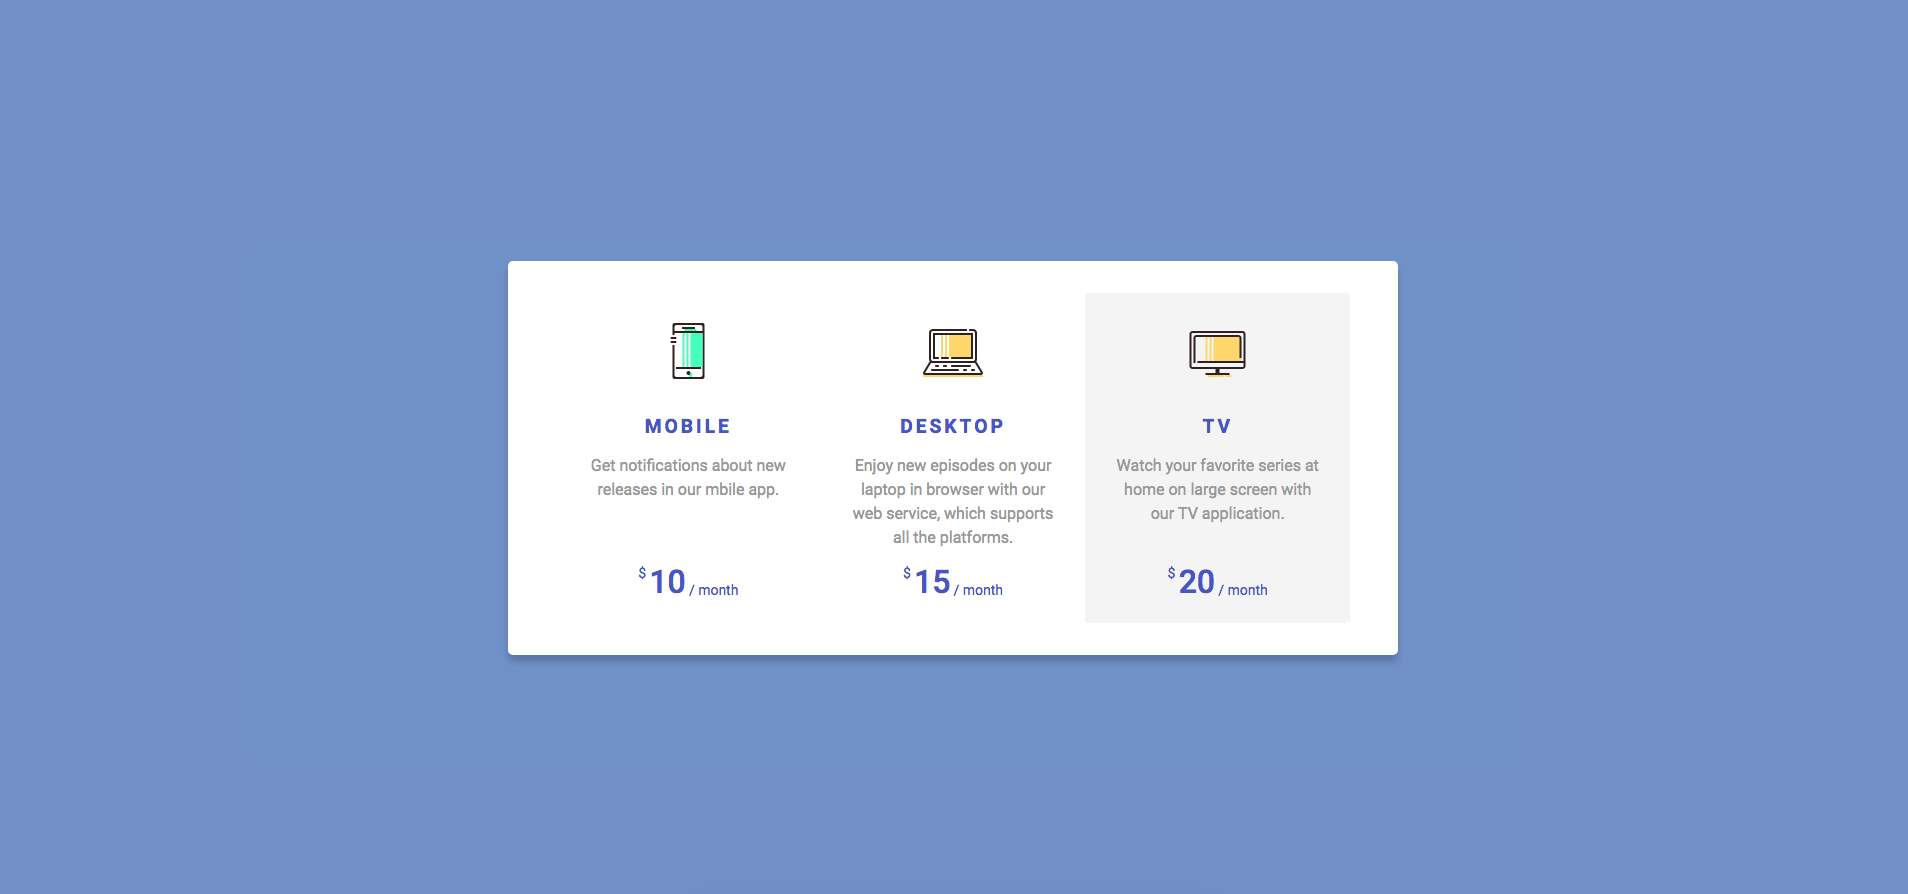 MOBILE
Get notifications about new
releases in our mbile app.
$ 10 / month
DESKTOP
Enjoy new episodes on your
laptop in browser with our
web service, which supports
all the platforms.
$ 15 / month
TV
Watch your favorite series at
home on large screen with
our TV application.
$ 20 / month